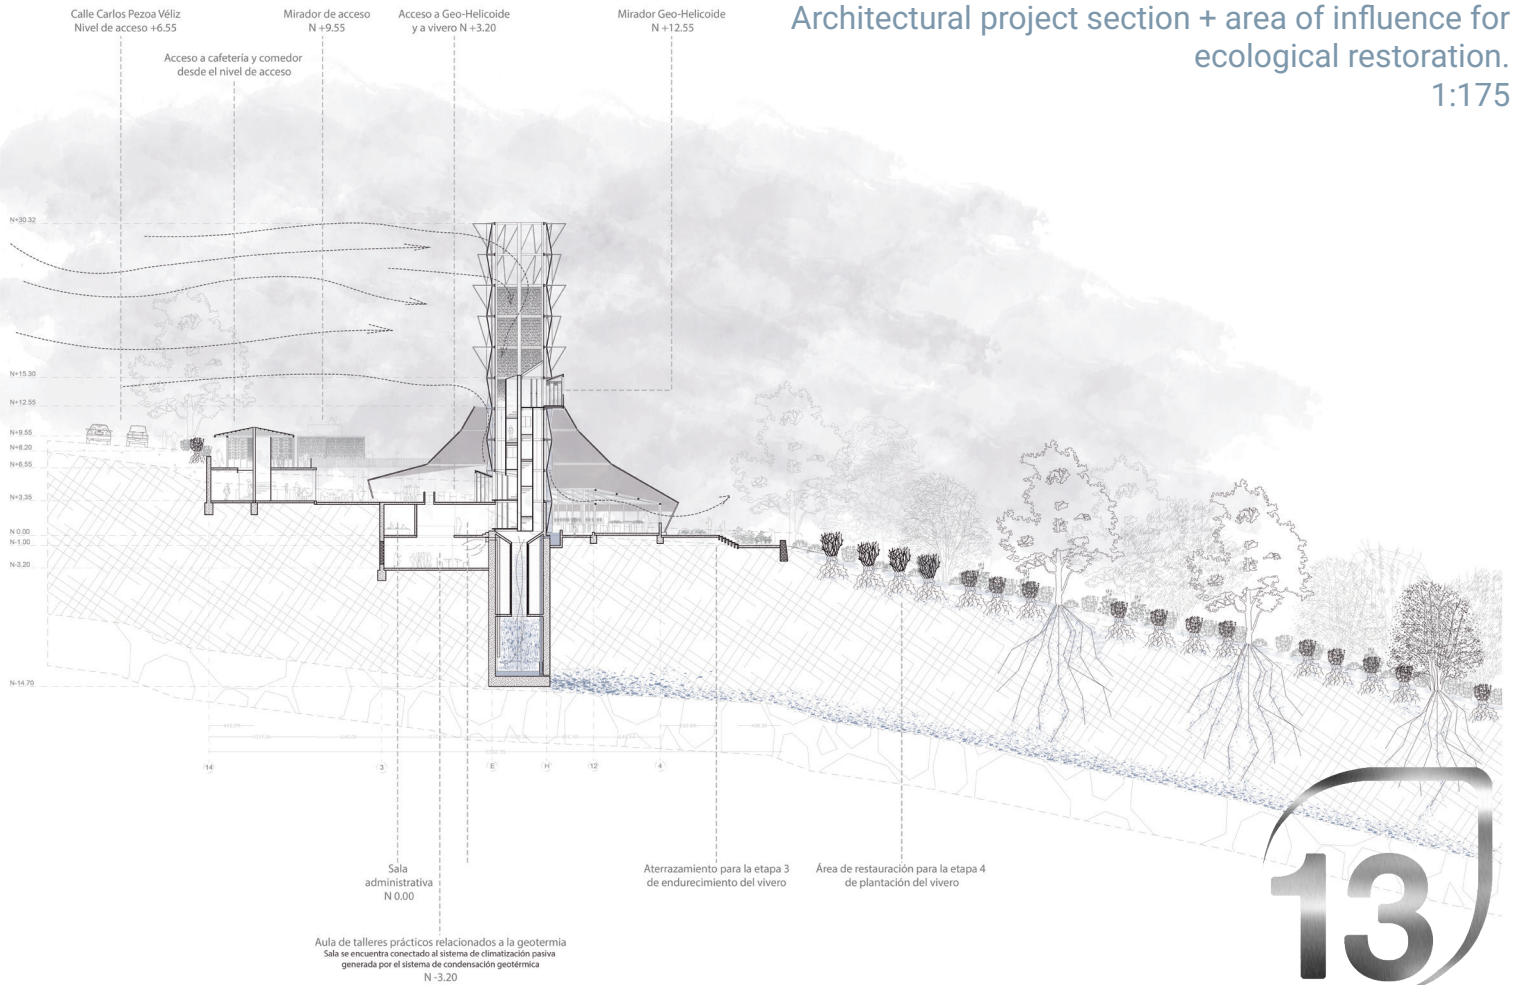 Architectural project section + area of influence for
ecological restoration.
1:175
Calle Carlos Pezoa Véliz
Nivel de acceso +6.55
Mirador de acceso
N +9.55
Acceso a Geo-Helicoide
y a vivero N +3.20
Mirador Geo-Helicoide
N +12.55
Acceso a cafetería y comedor
desde el nivel de acceso
N+30.32
N+15.30
N+12.55
N+9.55
N+8.20
N+6.55
N+3.35
N 0.00
N-1.00
N-3.20
N-14.70
14
3
E
H
12
4
Sala
administrativa
N 0.00
Aterrazamiento para la etapa 3
de endurecimiento del vivero
Área de restauración para la etapa 4
de plantación del vivero
Aula de talleres prácticos relacionados a la geotermia
Sala se encuentra conectado al sistema de climatización pasiva
generada por el sistema de condensación geotérmica
N -3.20
13